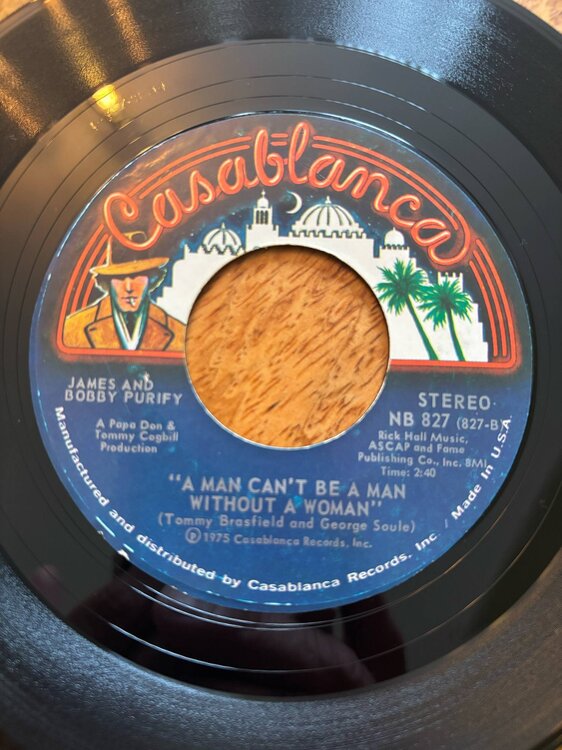 Casablanca
JAMES AND
BOBBY PURIFY
A Papa Don &
Tommy Cogbill
Production
STEREO
NB 827 (827-B)
Rick Hall Music,
ASCAP and Fame
Publishing Co., Inc. BMI
Time: 2:40
"A MAN CAN'T BE A MAN
WITHOUT A WOMAN"
(Tommy Brasfield and George Soule)
Ⓟ 1975 Casablanca Records, Inc.
Manufactured and distributed by Casablanca Records, Inc / Made In U.S.A.